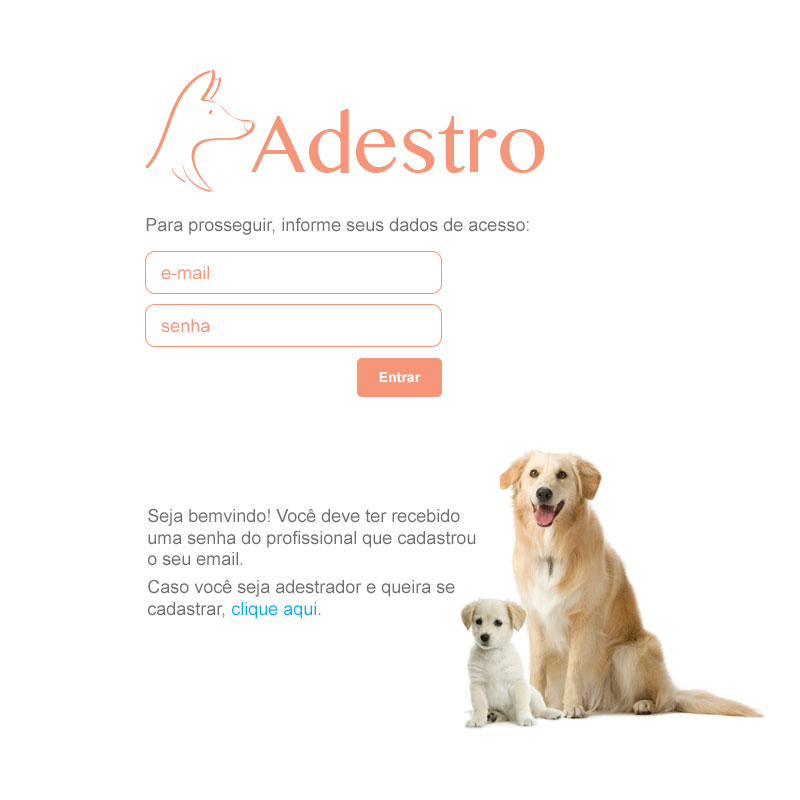 Adestro
Para prosseguir, informe seus dados de acesso:
e-mail
senha
Entrar
Seja bemvindo! Você deve ter recebido
uma senha do profissional que cadastrou
o seu email.
Caso você seja adestrador e queira se
cadastrar, clique aqui.